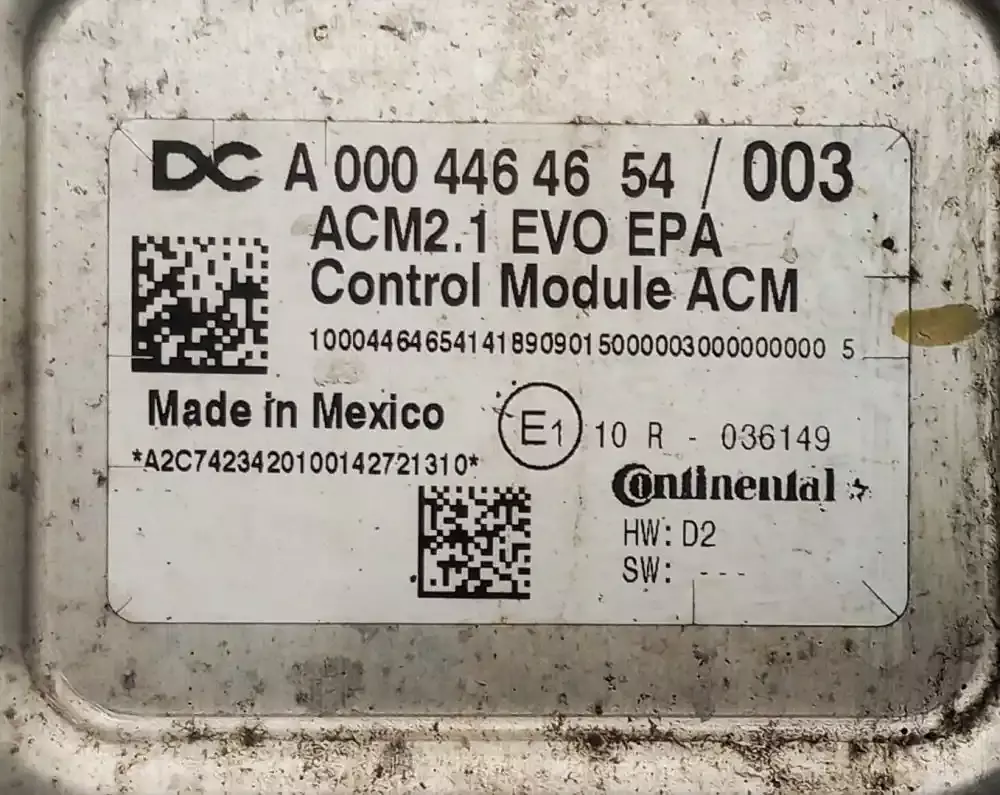 DC A 000 446 46 54 / 003
ACM2.1 EVO EPA
Control Module ACM
10004464654141890901500000300000000 5
Made in Mexico
E1 10 R - 036149
*A2C7423420100142721310*
Continental
HW: D2
SW: ---